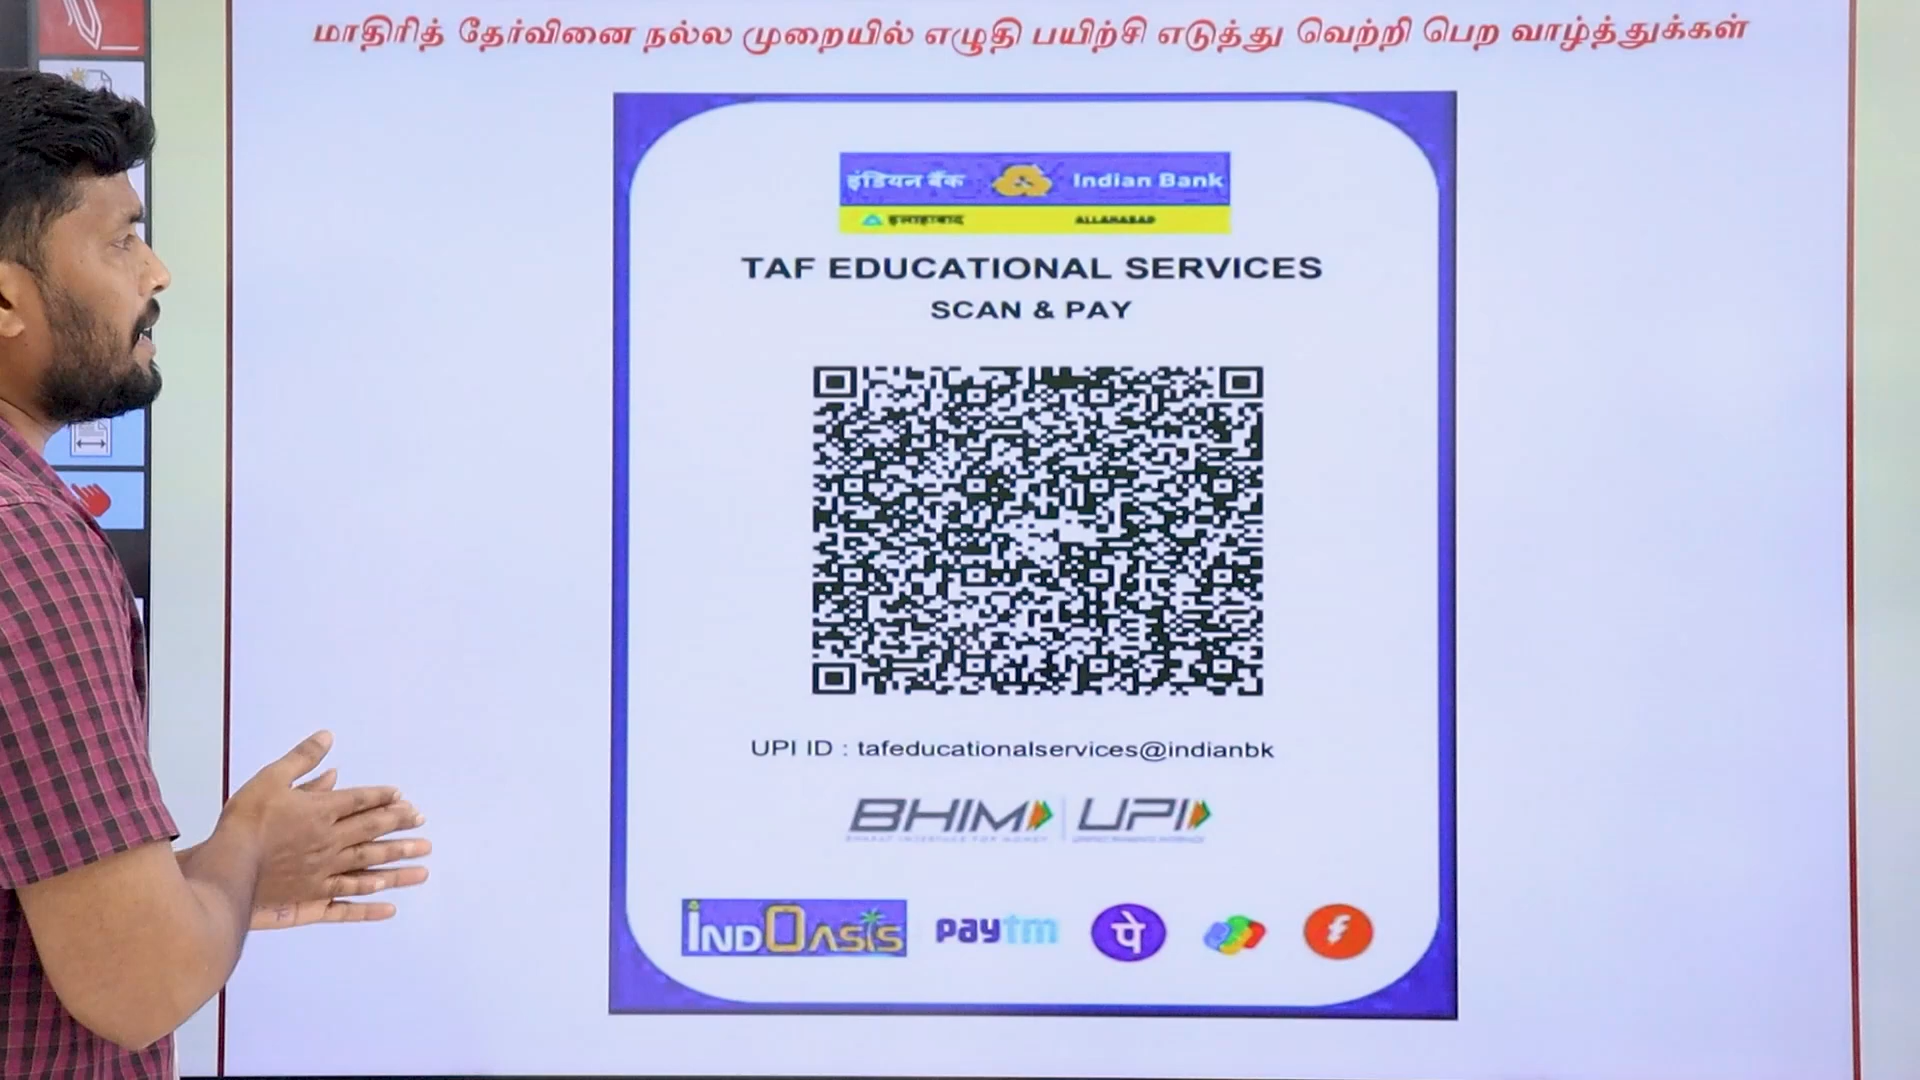 மாதிரித் தேர்வினை நல்ல முறையில் எழுதி பயிற்சி எடுத்து வெற்றி பெற வாழ்த்துக்கள்
इंडियन बैंक Indian Bank
इलाहाबाद ALLAHABAD
TAF EDUCATIONAL SERVICES
SCAN & PAY
UPI ID : tafeducationalservices@indianbk
BHIM UPI
INDOASIS paytm पे